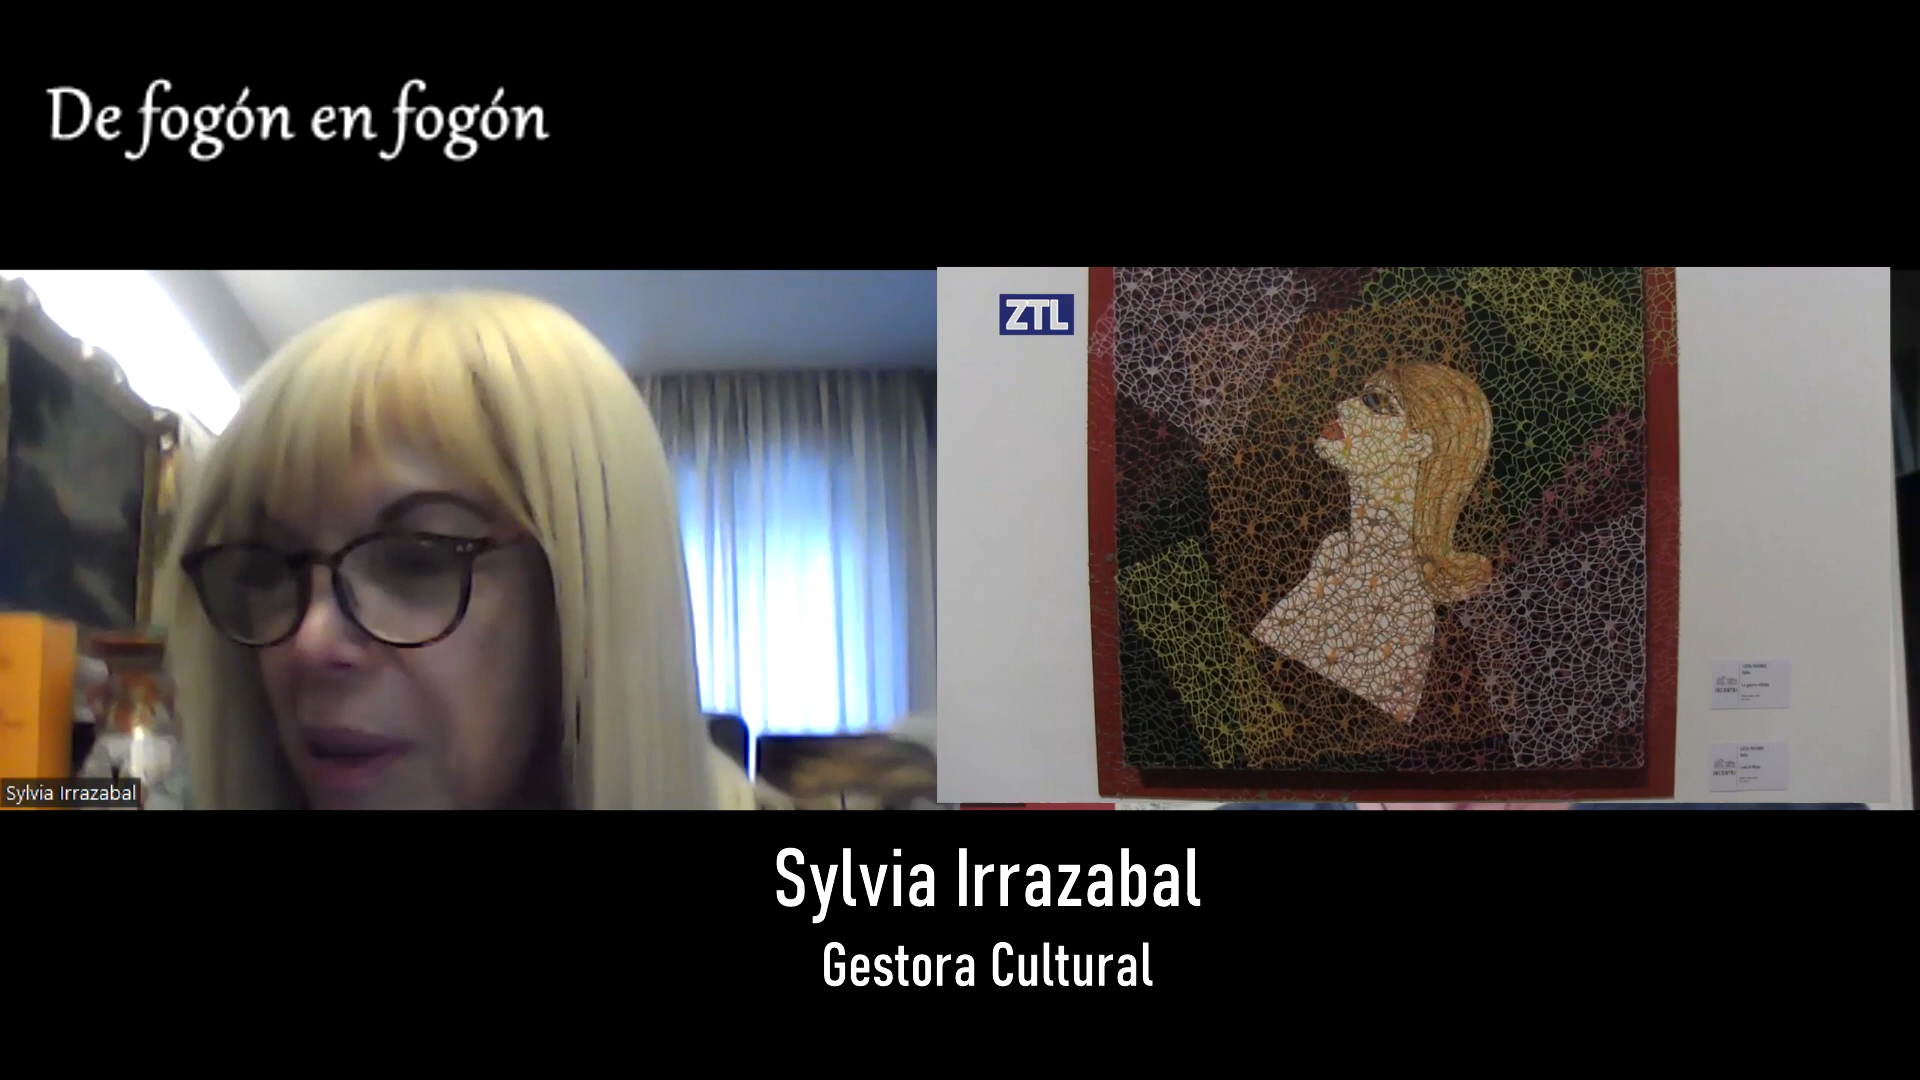 De fogón en fogón
ZTL
Sylvia Irrazabal
Sylvia Irrazabal
Gestora Cultural